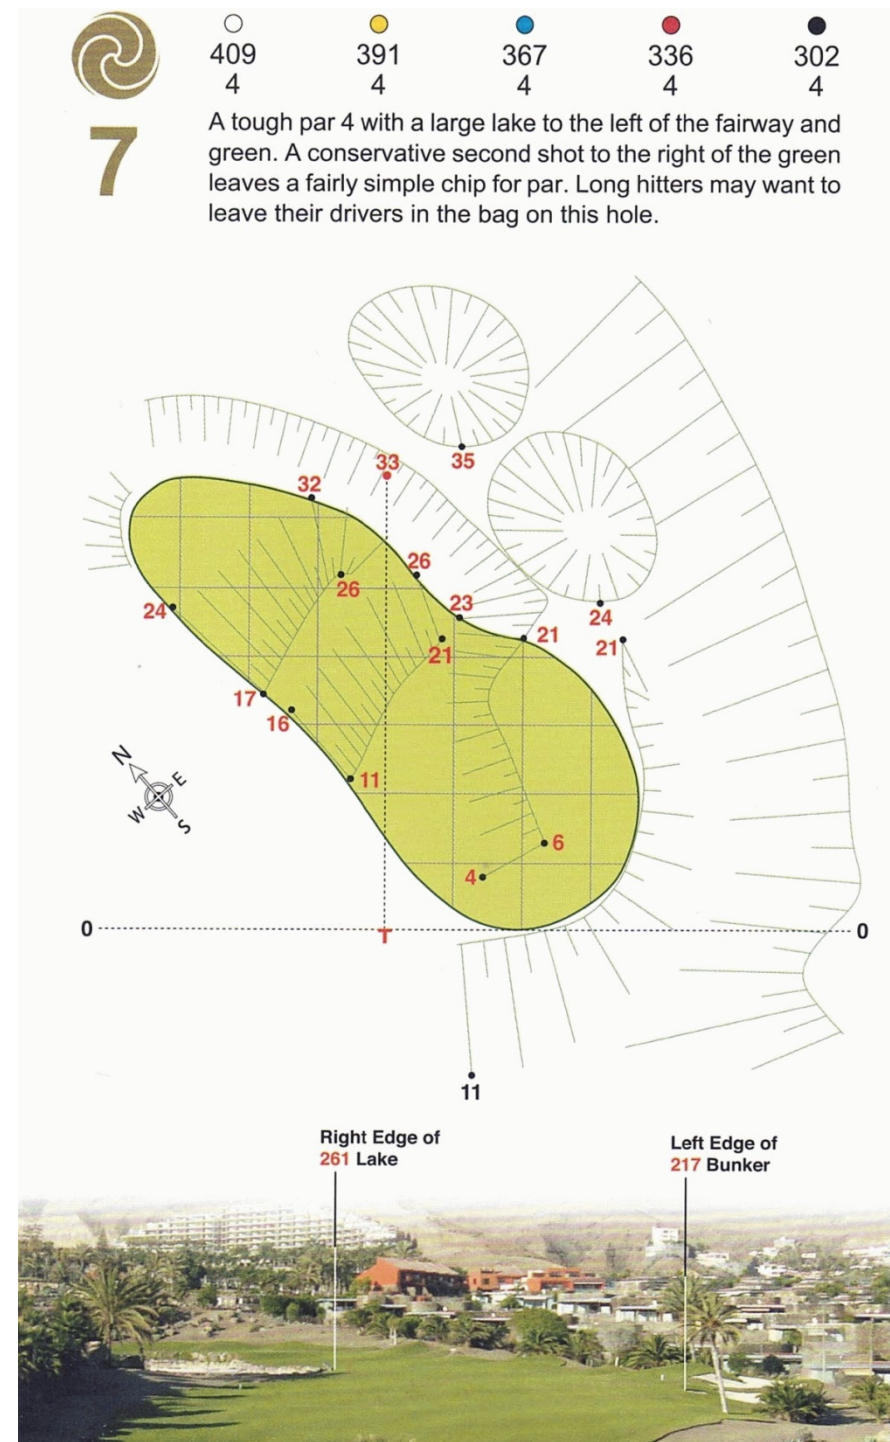 409 391 367 336 302
4 4 4 4 4
7
A tough par 4 with a large lake to the left of the fairway and
green. A conservative second shot to the right of the green
leaves a fairly simple chip for par. Long hitters may want to
leave their drivers in the bag on this hole.
35
33
32
26
26
23
24
24
21
21
21
17
16
11
N
E
W
S
6
4
0 T 0
11
Right Edge of
261 Lake
Left Edge of
217 Bunker